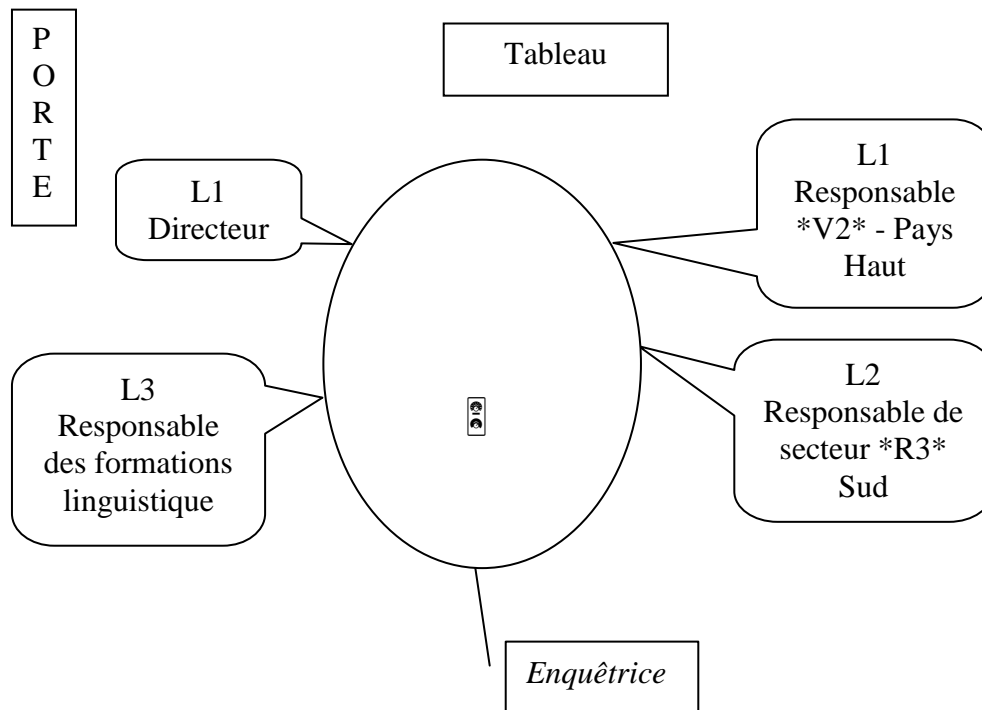 P
O
R
T
E
Tableau
L1
Directeur
L1
Responsable
*V2* - Pays
Haut
L3
Responsable
des formations
linguistique
L2
Responsable de
secteur *R3*
Sud
Enquêtrice